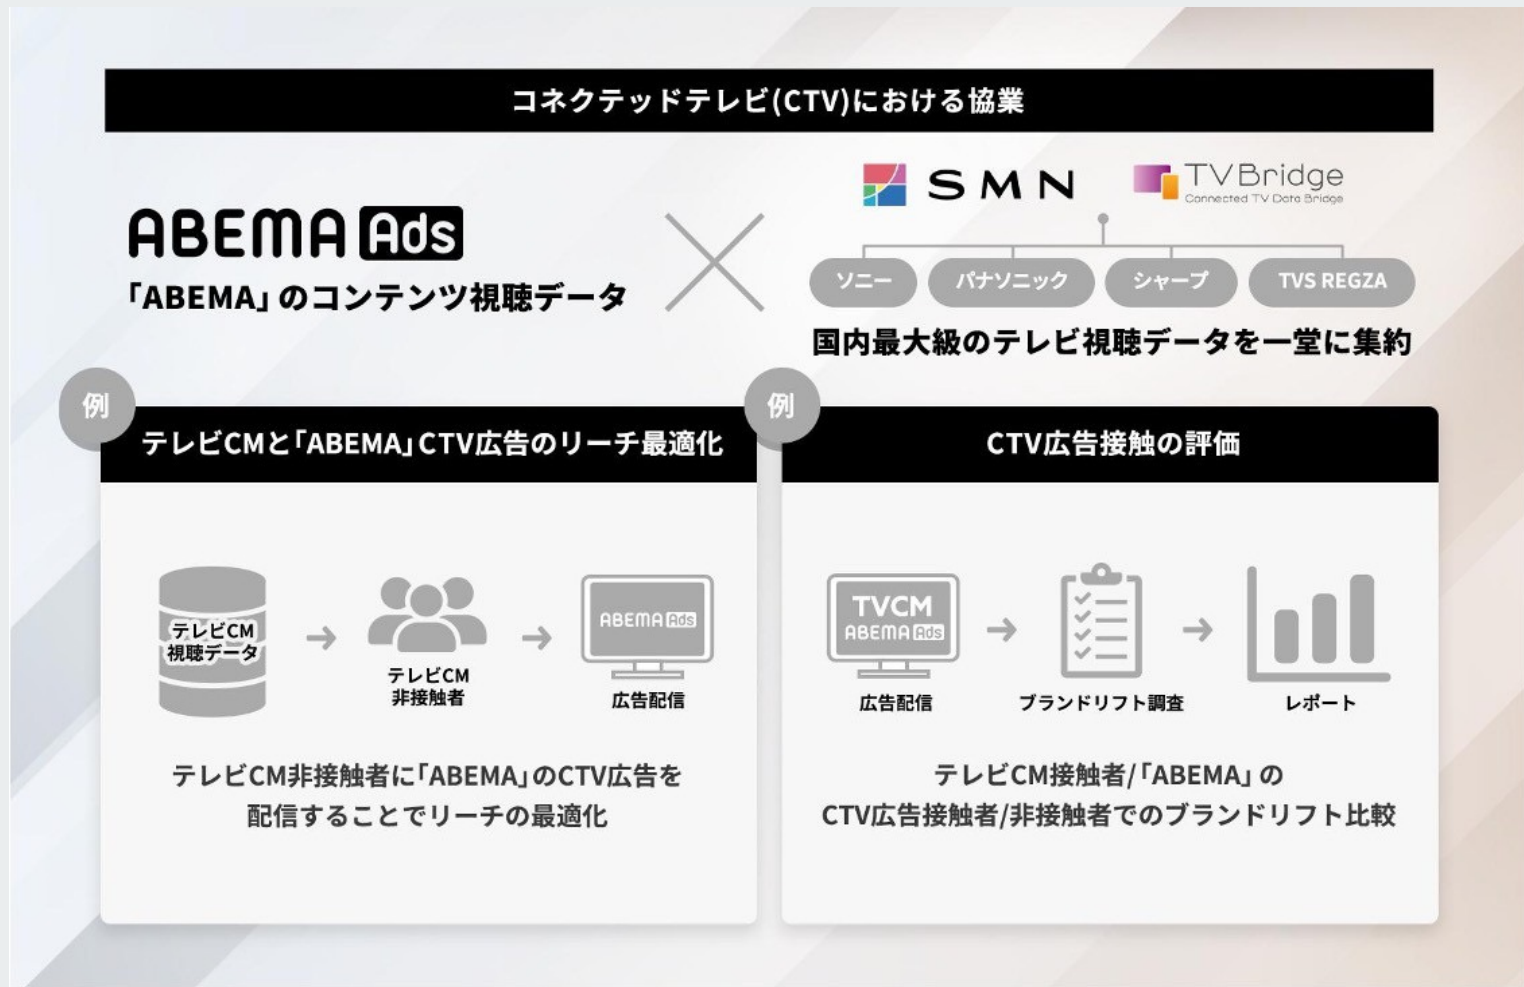 コネクテッドテレビ(CTV)における協業
ABEMA Ads
「ABEMA」のコンテンツ視聴データ
SMN
TVBridge
Connected TV Data Bridge
ソニー
パナソニック
シャープ
TVS REGZA
国内最大級のテレビ視聴データを一堂に集約
例
テレビCMと「ABEMA」CTV広告のリーチ最適化
テレビCM
視聴データ
テレビCM
非接触者
ABEMA Ads
広告配信
テレビCM非接触者に「ABEMA」のCTV広告を
配信することでリーチの最適化
例
CTV広告接触の評価
TVCM
ABEMA Ads
広告配信
ブランドリフト調査
レポート
テレビCM接触者/「ABEMA」の
CTV広告接触者/非接触者でのブランドリフト比較